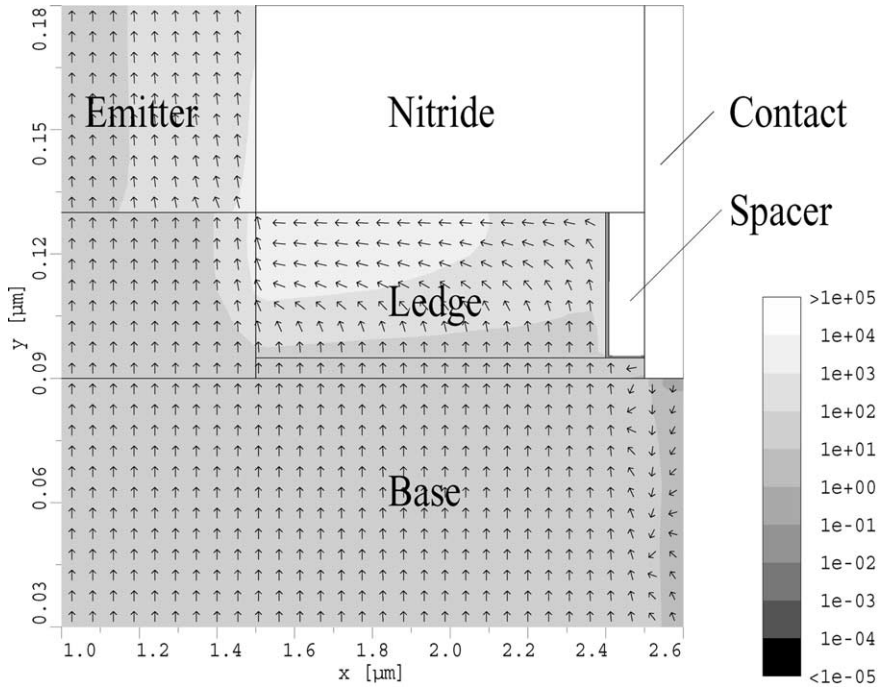 0.18
0.15
0.12
0.09
0.06
0.03
y [µm]
Emitter
Nitride
Contact
Spacer
Ledge
Base
1.0
1.2
1.4
1.6
1.8
2.0
2.2
2.4
2.6
x [µm]
>1e+05
1e+04
1e+03
1e+02
1e+01
1e+00
1e-01
1e-02
1e-03
1e-04
<1e-05